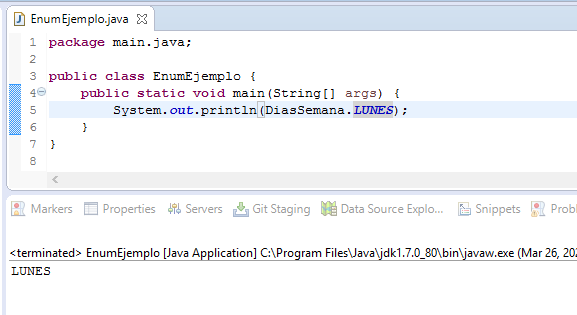 EnumEjemplo.java
1 package main.java;
2
3 public class EnumEjemplo {
4 public static void main(String[] args) {
5 System.out.println(DiasSemana.LUNES);
6 }
7 }
8
Markers Properties Servers Git Staging Data Source Explo... Snippets
<terminated> EnumEjemplo [Java Application] C:\Program Files\Java\jdk1.7.0_80\bin\javaw.exe (Mar 26,
LUNES